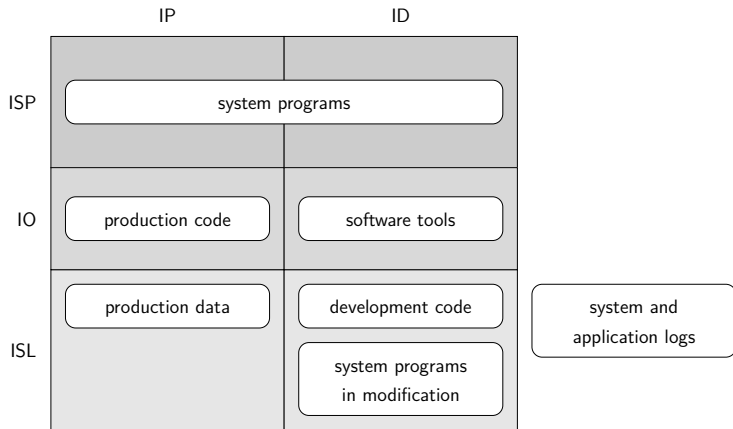 IP ID
ISP system programs
IO production code software tools
production data development code system and
application logs
ISL system programs
in modification